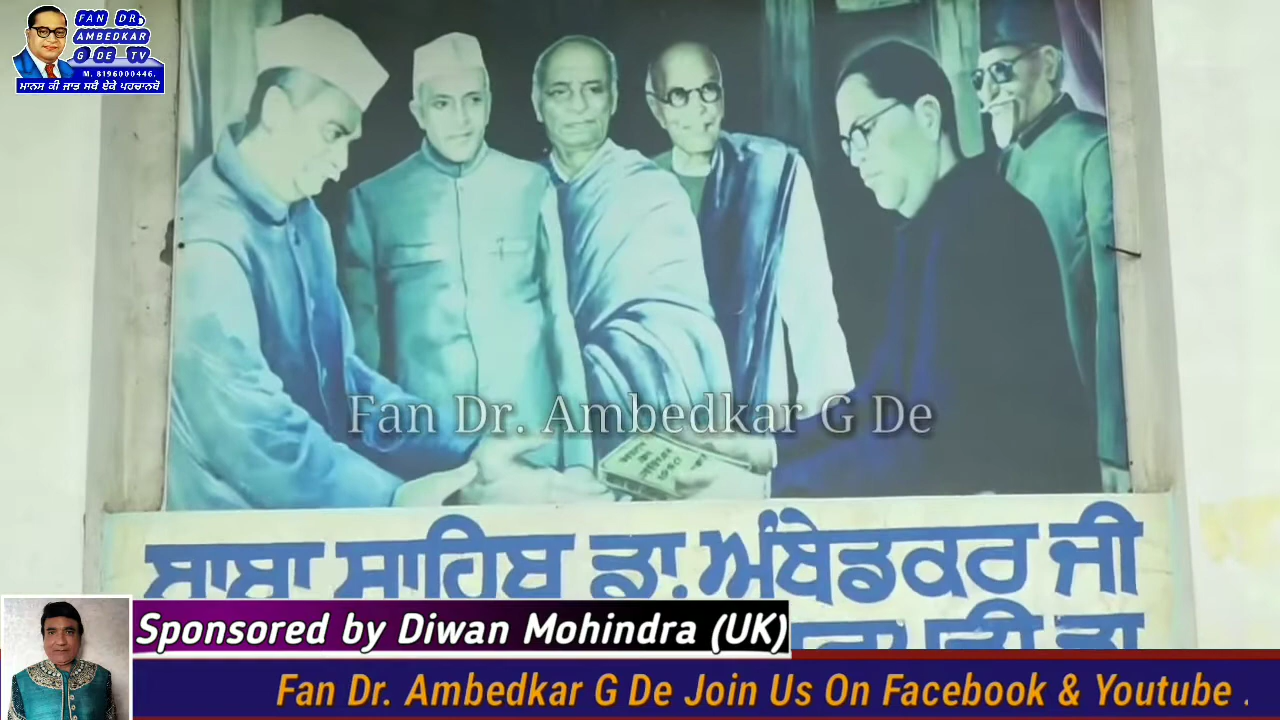 FAN DR.
AMBEDKAR
G DE TV
M. 8196000446.
ਮਾਨਸ ਕੀ ਜਾਤ ਸਬੈ ਏਕੇ ਪਹਚਾਨਬੋ
Fan Dr. Ambedkar G De
ਬਾਬਾ ਸਾਹਿਬ ਡਾ. ਅੰਬੇਡਕਰ ਜੀ
Sponsored by Diwan Mohindra (UK)
Fan Dr. Ambedkar G De Join Us On Facebook & Youtube .